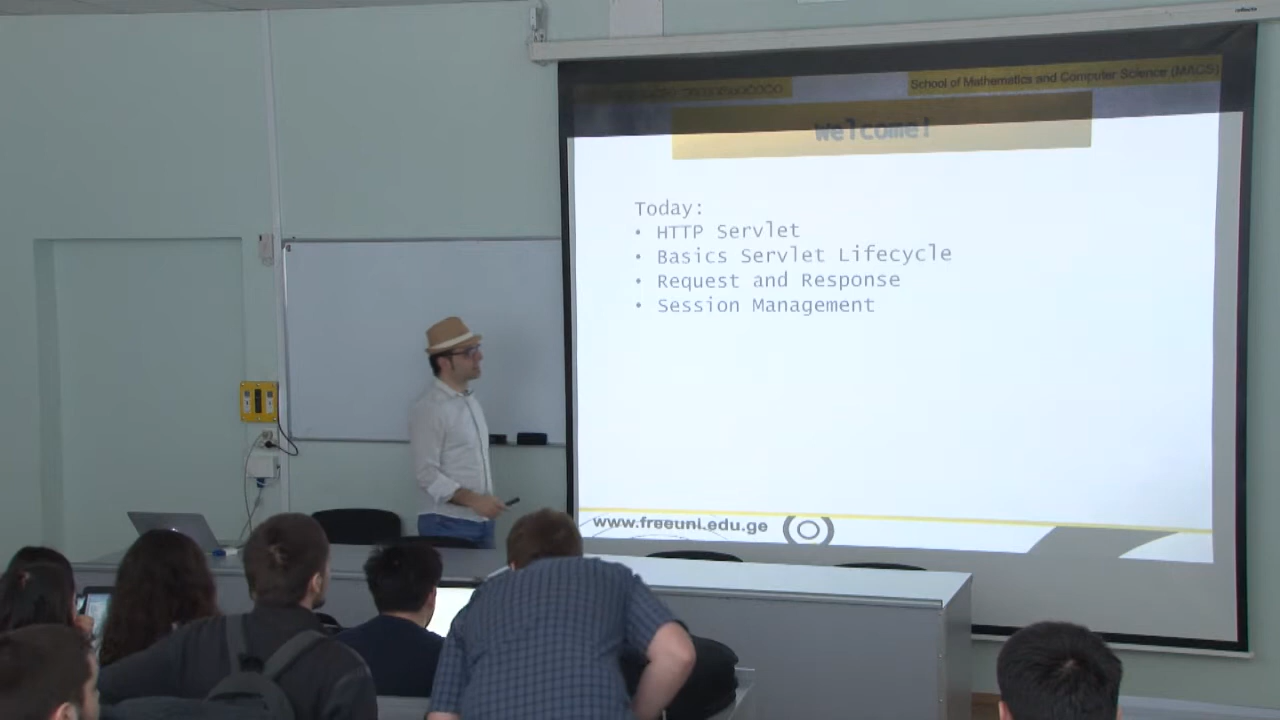 School of Mathematics and Computer Science (MACS)
Welcome!
Today:
• HTTP Servlet
• Basics Servlet Lifecycle
• Request and Response
• Session Management
www.freeuni.edu.ge